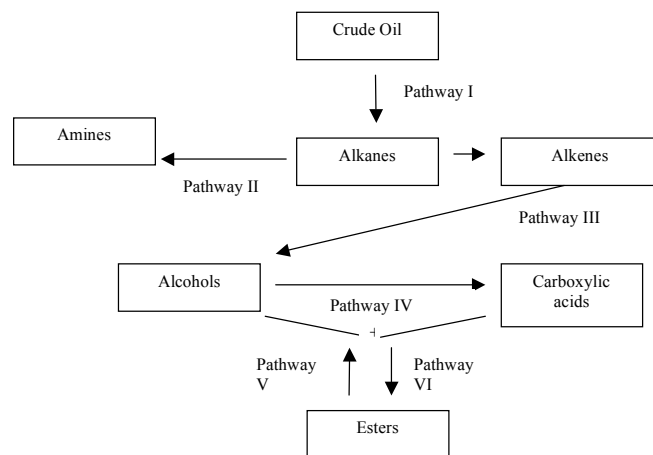 Crude Oil
Pathway I
Amines
Alkanes
Alkenes
Pathway II
Pathway III
Alcohols
Carboxylic
acids
Pathway IV
Pathway
V
Pathway
VI
Esters